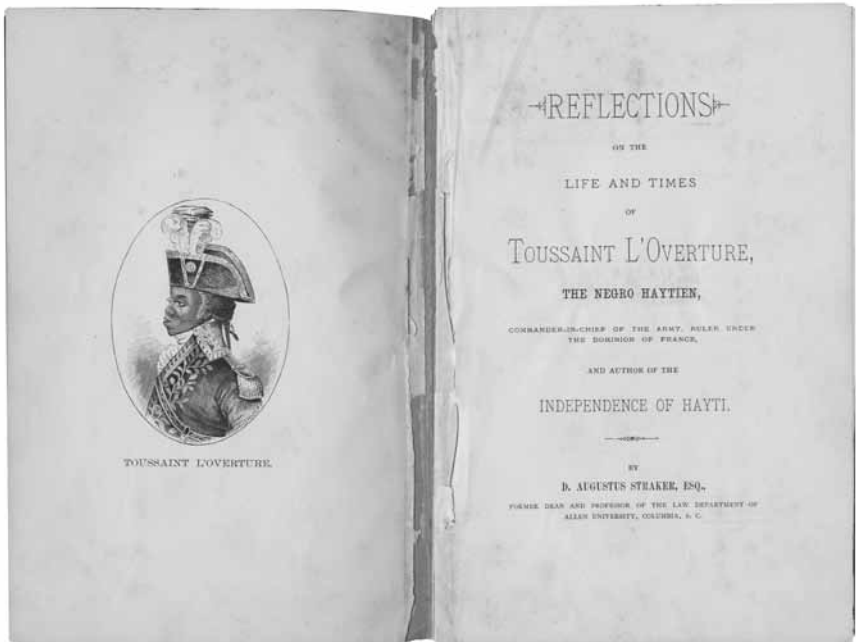 TOUSSAINT L'OVERTURE.
REFLECTIONS
ON THE
LIFE AND TIMES
OF
TOUSSAINT L'OVERTURE,
THE NEGRO HAYTIEN,
COMMANDER-IN-CHIEF OF THE ARMY, RULER UNDER
THE DOMINION OF FRANCE,
AND AUTHOR OF THE
INDEPENDENCE OF HAYTI.
BY
D. AUGUSTUS STRAKER, ESQ.,
FORMER DEAN AND PROFESSOR OF THE LAW DEPARTMENT OF
ALLEN UNIVERSITY, COLUMBIA, S. C.